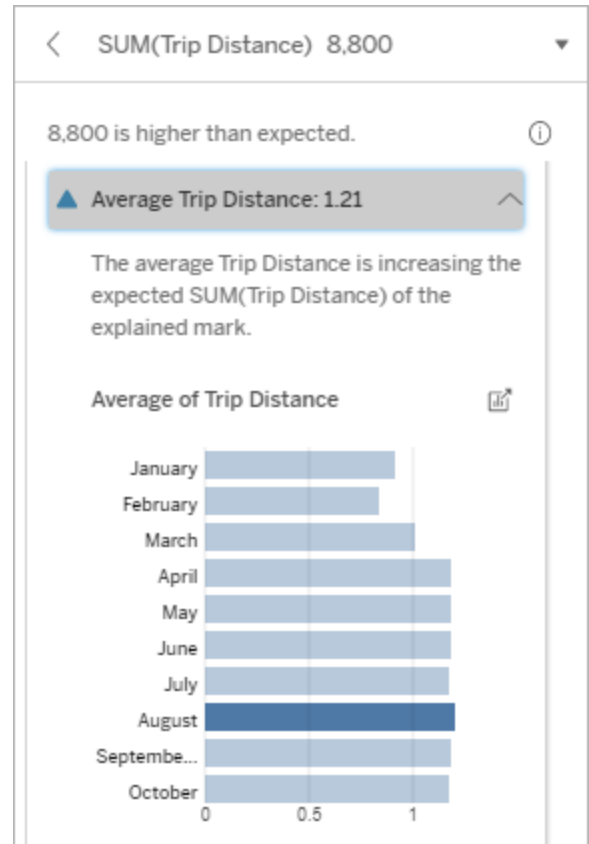 SUM(Trip Distance) 8,800
8,800 is higher than expected.
Average Trip Distance: 1.21
The average Trip Distance is increasing the
expected SUM(Trip Distance) of the
explained mark.
Average of Trip Distance
January
February
March
April
May
June
July
August
Septembe...
October
0 0.5 1